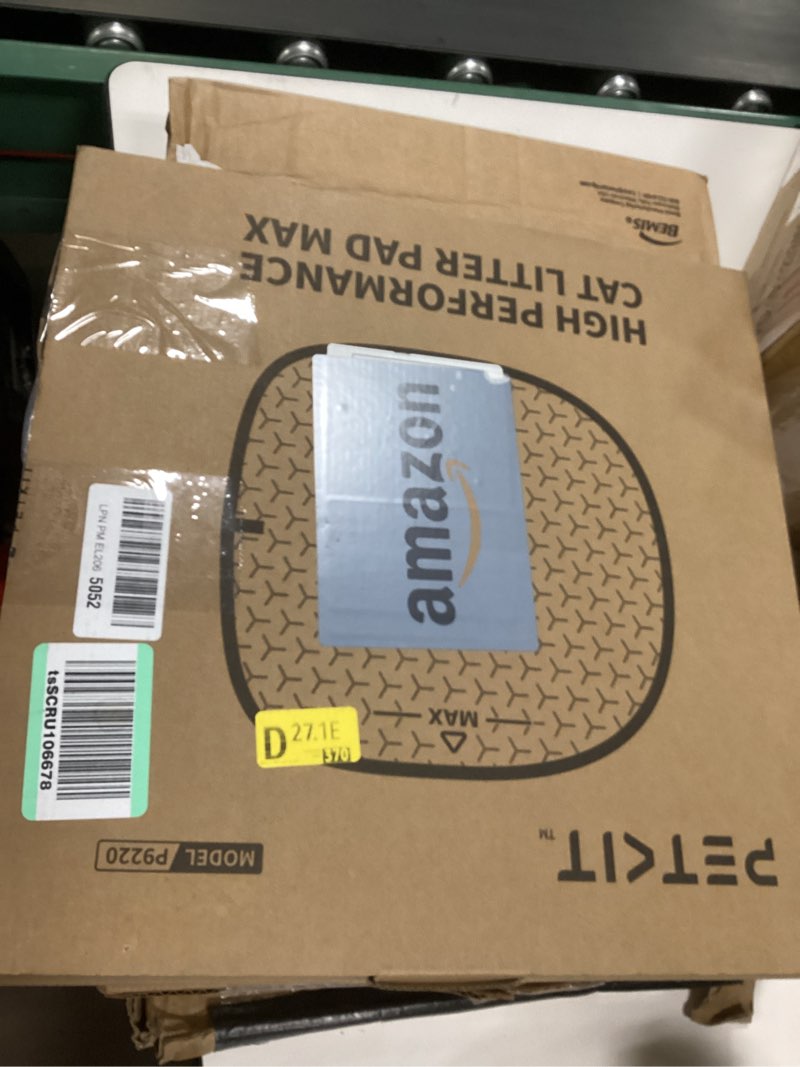 BEMIS®
HIGH PERFORMANCE
CAT LITTER PAD MAX
amazon
LPN PM EL206 5052
tsSCRU106678
D 27.1E
370
MAX
MODEL P9220
PETKIT™